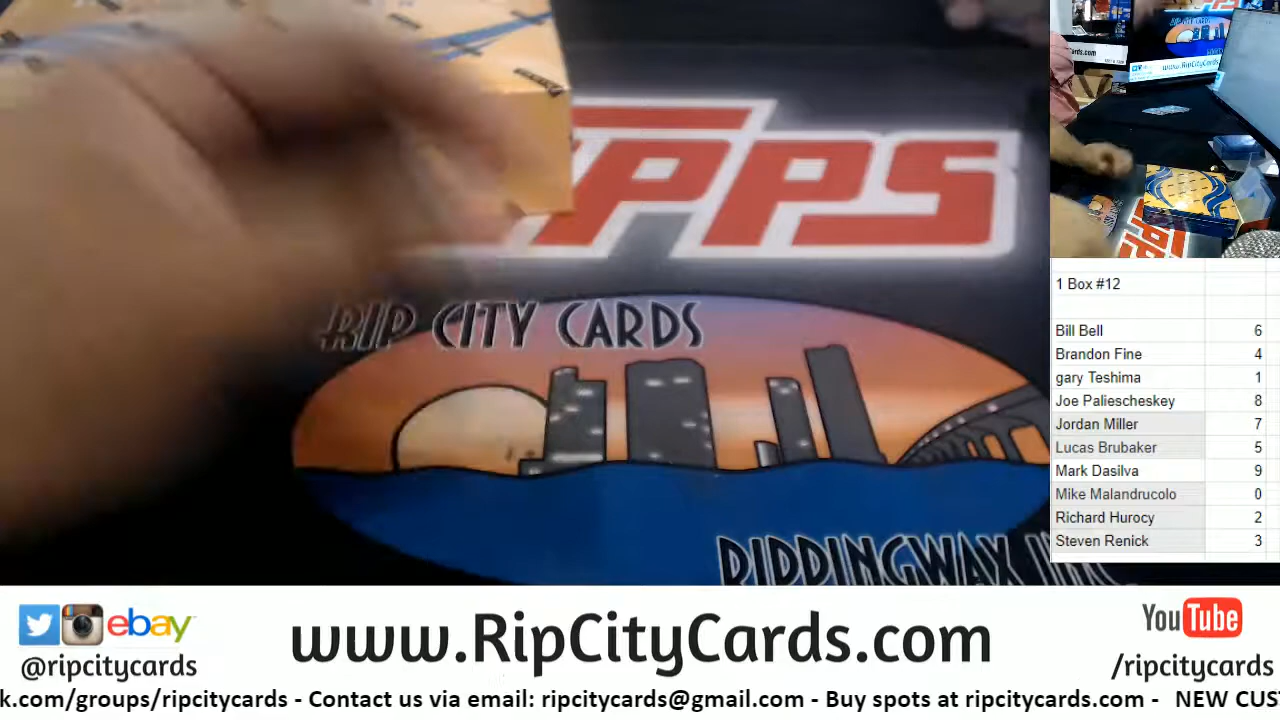 TOPPS
RIP CITY CARDS
RIPPINGWAX INC.
1 Box #12
Bill Bell 6
Brandon Fine 4
gary Teshima 1
Joe Paliescheskey 8
Jordan Miller 7
Lucas Brubaker 5
Mark Dasilva 9
Mike Malandrucolo 0
Richard Hurocy 2
Steven Renick 3
ebay
@ripcitycards
www.RipCityCards.com
YouTube
/ripcitycards
k.com/groups/ripcitycards - Contact us via email: ripcitycards@gmail.com - Buy spots at ripcitycards.com - NEW CUS